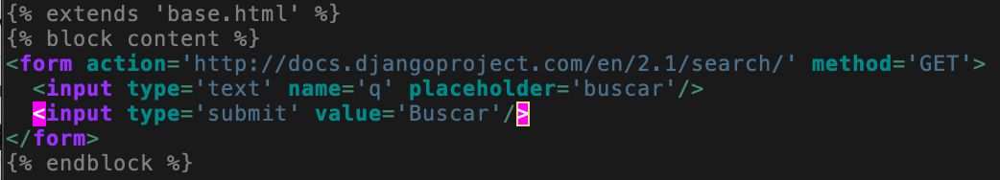 {% extends 'base.html' %}
{% block content %}
<form action='http://docs.djangoproject.com/en/2.1/search/' method='GET'>
  <input type='text' name='q' placeholder='buscar'/>
  <input type='submit' value='Buscar'/>
</form>
{% endblock %}